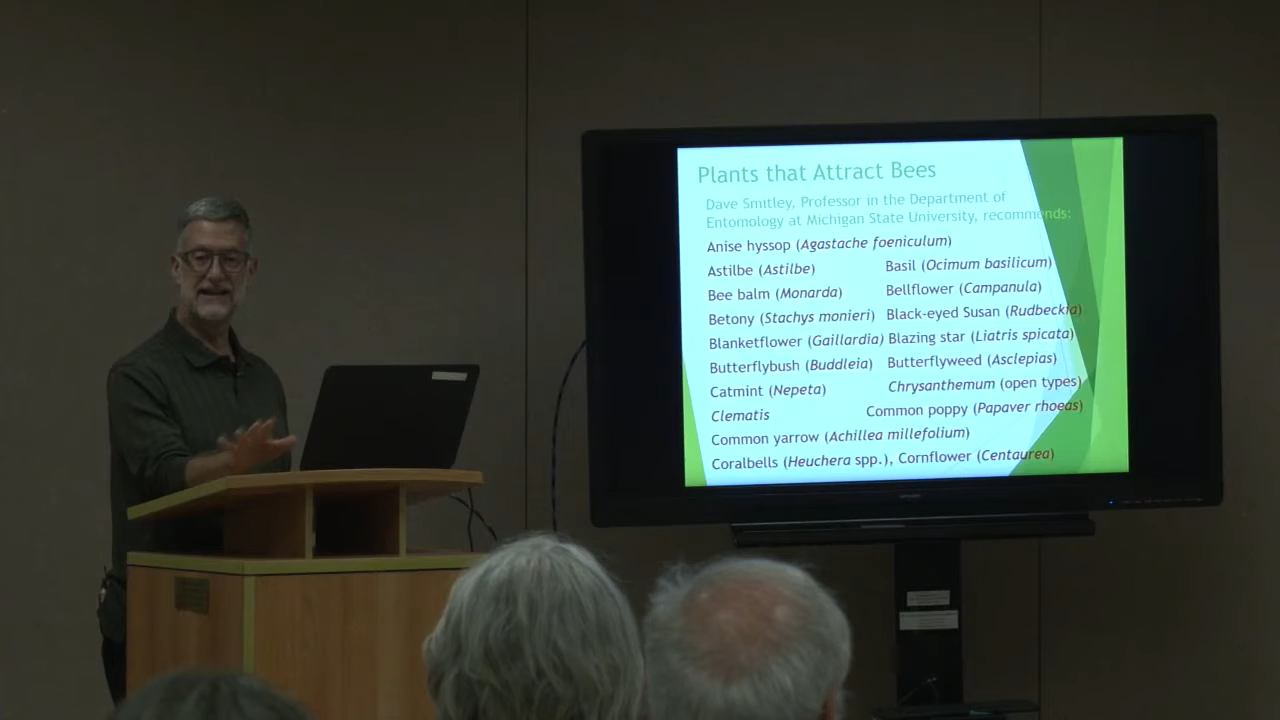 Plants that Attract Bees
Dave Smitley, Professor in the Department of
Entomology at Michigan State University, recommends:
Anise hyssop (Agastache foeniculum)
Astilbe (Astilbe) Basil (Ocimum basilicum)
Bee balm (Monarda) Bellflower (Campanula)
Betony (Stachys monieri) Black-eyed Susan (Rudbeckia)
Blanketflower (Gaillardia) Blazing star (Liatris spicata)
Butterflybush (Buddleia) Butterflyweed (Asclepias)
Catmint (Nepeta) Chrysanthemum (open types)
Clematis Common poppy (Papaver rhoeas)
Common yarrow (Achillea millefolium)
Coralbells (Heuchera spp.), Cornflower (Centaurea)